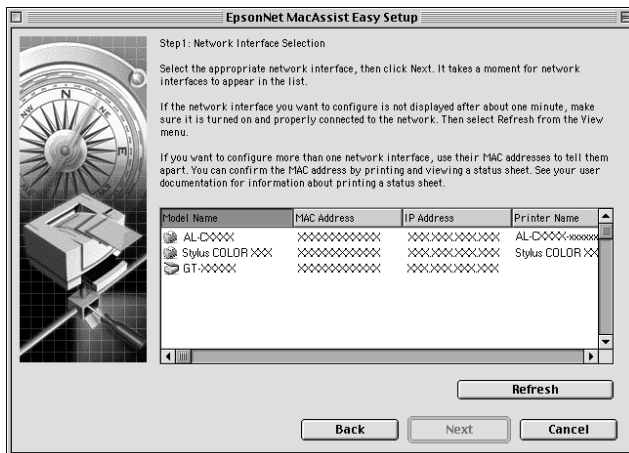 EpsonNet MacAssist Easy Setup
Step1: Network Interface Selection
Select the appropriate network interface, then click Next. It takes a moment for network
interfaces to appear in the list.
If the network interface you want to configure is not displayed after about one minute, make
sure it is turned on and properly connected to the network. Then select Refresh from the View
menu.
If you want to configure more than one network interface, use their MAC addresses to tell them
apart. You can confirm the MAC address by printing and viewing a status sheet. See your user
documentation for information about printing a status sheet.
Model Name MAC Address IP Address Printer Name
AL-CXXXX XXXXXXXXXXXX XXX.XXX.XXX.XXX AL-CXXXX-xxxxxx
Stylus COLOR XXX XXXXXXXXXXXX XXX.XXX.XXX.XXX Stylus COLOR XX
GT-XXXXX XXXXXXXXXXXX XXX.XXX.XXX.XXX
Refresh
Back Next Cancel
N
NW
W
E